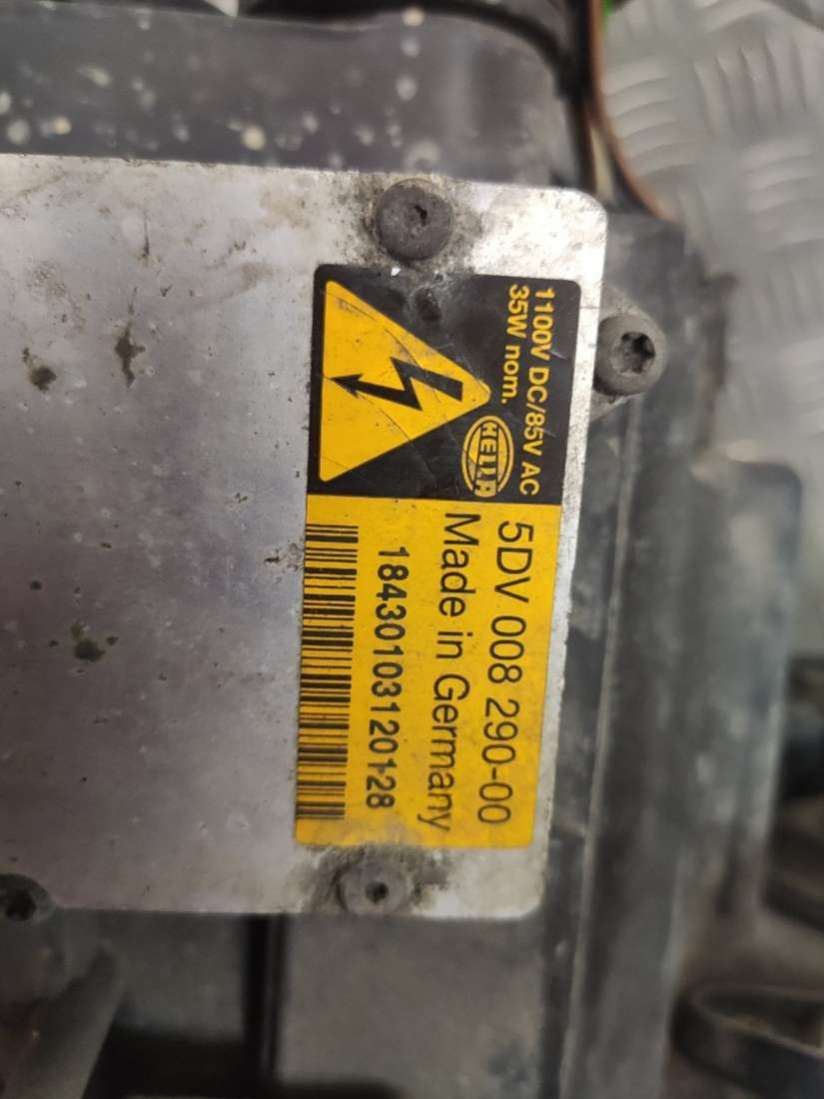 1100V DC/85V AC
35W nom.
HELLA
5DV 008 290-00
Made in Germany
18430103120128